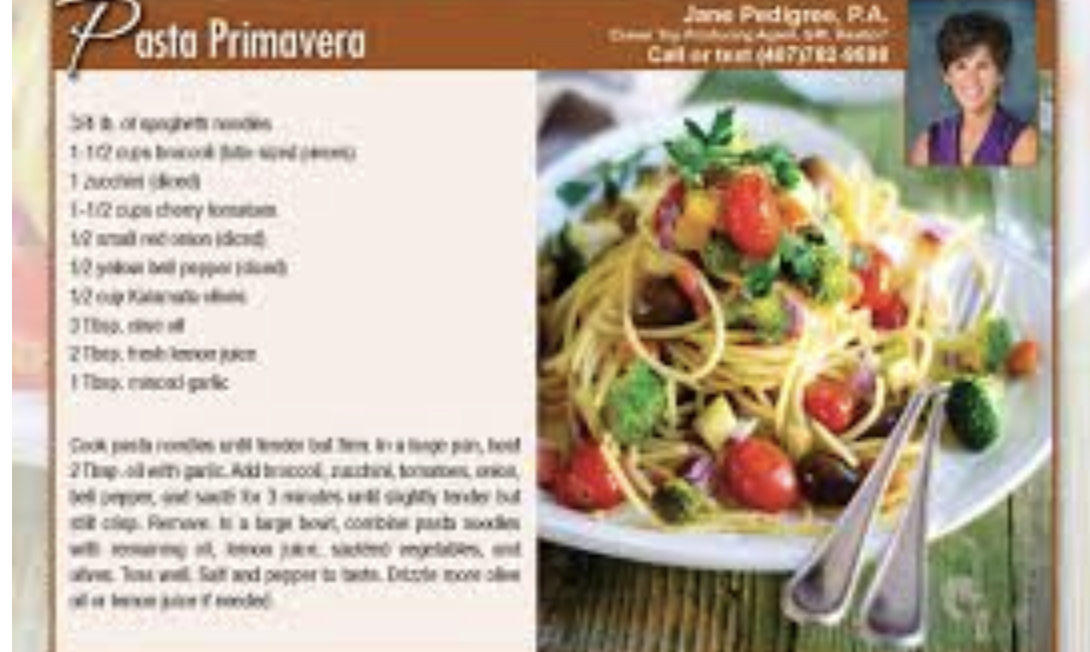 Pasta Primavera
Jane Pedigree, P.A.
Top Producing Agent,
Call or text
3/4 lb. of spaghetti noodles
1-1/2 cups broccoli (bite-sized pieces)
1 zucchini (diced)
1-1/2 cups cherry tomatoes
1/2 small red onion (diced)
1/2 yellow bell pepper (diced)
1/2 cup Kalamata olives
3 Tbsp. olive oil
2 Tbsp. fresh lemon juice
1 Tbsp. minced garlic
Cook pasta noodles until tender but firm. In a large pan, heat
2 Tbsp. oil with garlic. Add broccoli, zucchini, tomatoes, onion,
bell pepper, and sauté for 3 minutes until slightly tender but
still crisp. Remove. In a large bowl, combine pasta noodles
with remaining oil, lemon juice, sautéed vegetables, and
olives. Toss well. Salt and pepper to taste. Drizzle more olive
oil or lemon juice if needed.